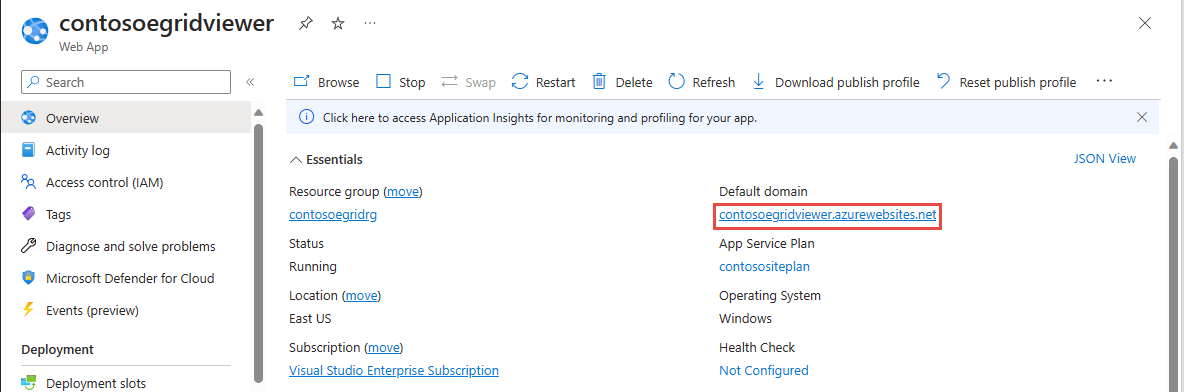 contosoegridviewer
Web App
Search
Overview
Activity log
Access control (IAM)
Tags
Diagnose and solve problems
Microsoft Defender for Cloud
Events (preview)
Deployment
Deployment slots
Browse Stop Swap Restart Delete Refresh Download publish profile Reset publish profile
Click here to access Application Insights for monitoring and profiling for your app.
Essentials JSON View
Resource group (move)
contosoegridrg
Status
Running
Location (move)
East US
Subscription (move)
Visual Studio Enterprise Subscription
Default domain
contosoegridviewer.azurewebsites.net
App Service Plan
contosositeplan
Operating System
Windows
Health Check
Not Configured